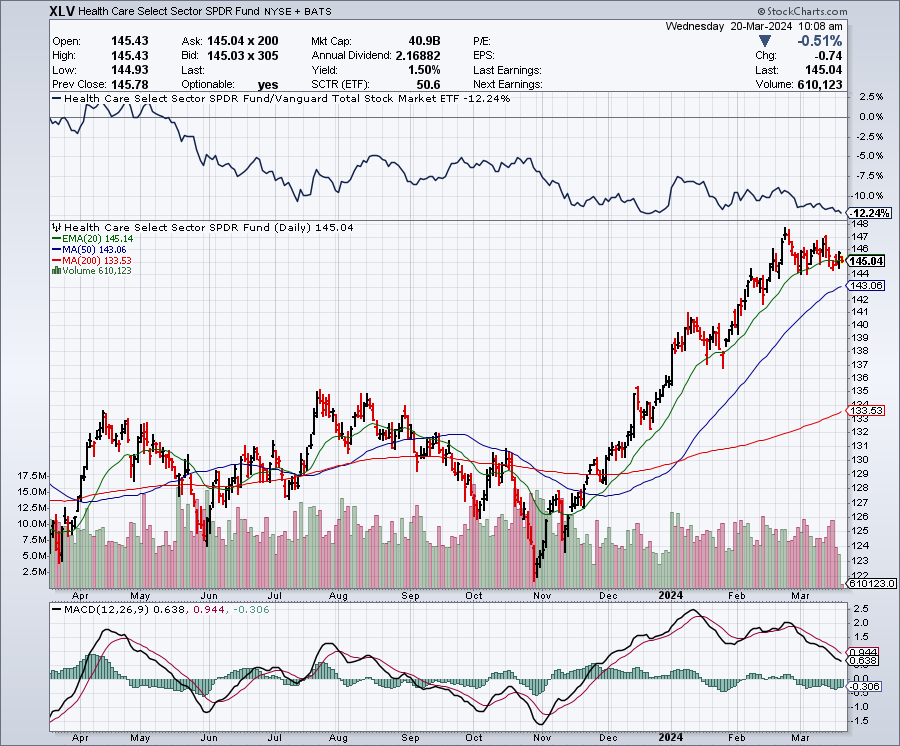 XLV Health Care Select Sector SPDR Fund NYSE + BATS
© StockCharts.com
Wednesday 20-Mar-2024 10:08 am
Open: 145.43 Ask: 145.04 x 200 Mkt Cap: 40.9B P/E: ▼ -0.51%
High: 145.43 Bid: 145.03 x 305 Annual Dividend: 2.16882 EPS: Chg: -0.74
Low: 144.93 Last: Yield: 1.50% Last Earnings: Last: 145.04
Prev Close: 145.78 Optionable: yes SCTR (ETF): 50.6 Next Earnings: Volume: 610,123
Health Care Select Sector SPDR Fund/Vanguard Total Stock Market ETF -12.24%
2.5%
0.0%
-2.5%
-5.0%
-7.5%
-10.0%
-12.24%
Health Care Select Sector SPDR Fund (Daily) 145.04
EMA(20) 145.14
MA(50) 143.06
MA(200) 133.53
Volume 610,123
148
147
146
145.04
144
143.06
142
141
140
139
138
137
136
135
134
133.53
133
132
131
130
129
128
127
126
125
124
123
122
610123.0
17.5M
15.0M
12.5M
10.0M
7.5M
5.0M
2.5M
Apr May Jun Jul Aug Sep Oct Nov Dec 2024 Feb Mar
MACD(12,26,9) 0.638, 0.944, -0.306
2.5
2.0
1.5
0.944
0.638
0.0
-0.306
-1.0
-1.5
Apr May Jun Jul Aug Sep Oct Nov Dec 2024 Feb Mar